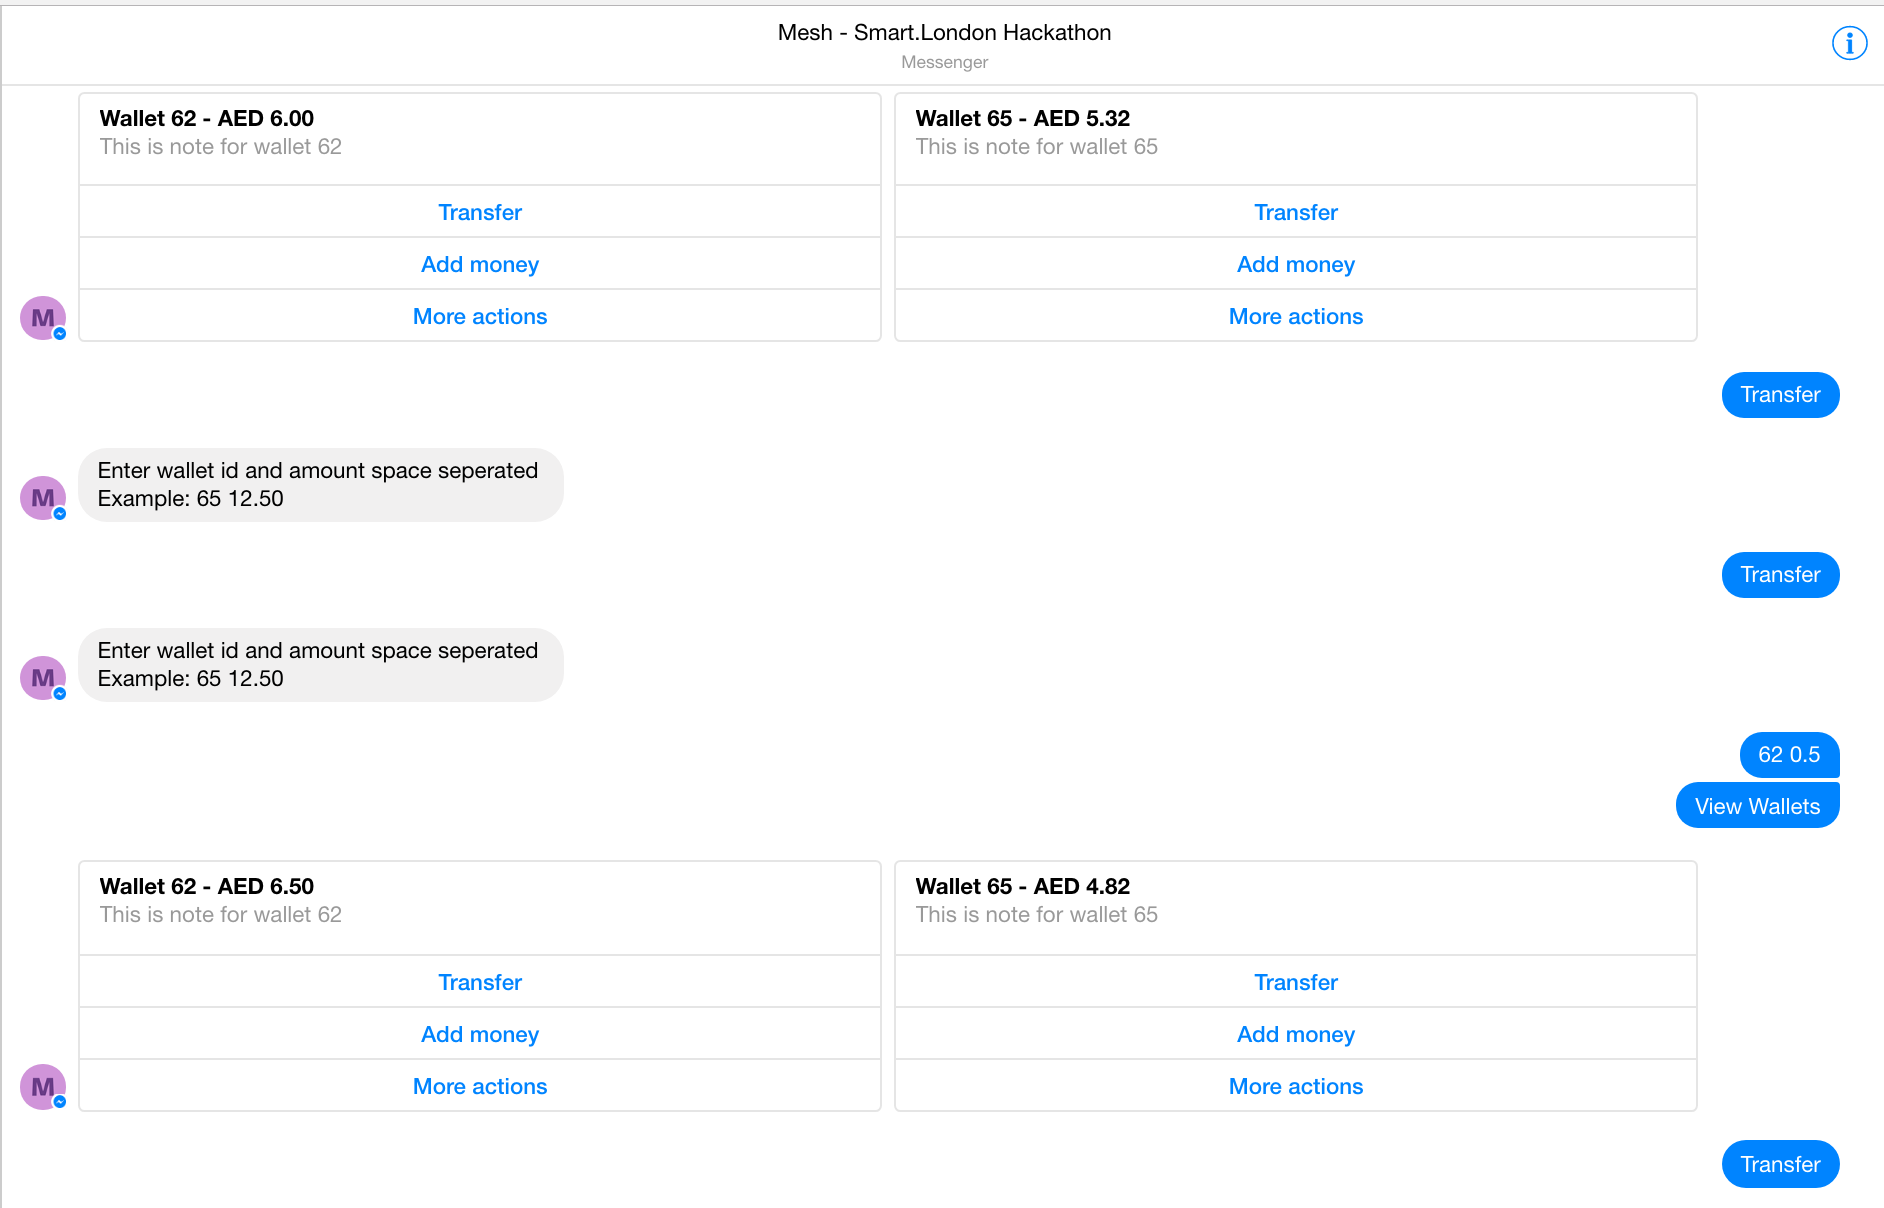 Mesh - Smart.London Hackathon
Messenger
Wallet 62 - AED 6.00
This is note for wallet 62
Transfer
Add money
More actions
Wallet 65 - AED 5.32
This is note for wallet 65
Transfer
Add money
More actions
M
Transfer
Enter wallet id and amount space seperated
Example: 65 12.50
M
Transfer
Enter wallet id and amount space seperated
Example: 65 12.50
M
62 0.5
View Wallets
Wallet 62 - AED 6.50
This is note for wallet 62
Transfer
Add money
More actions
Wallet 65 - AED 4.82
This is note for wallet 65
Transfer
Add money
More actions
M
Transfer